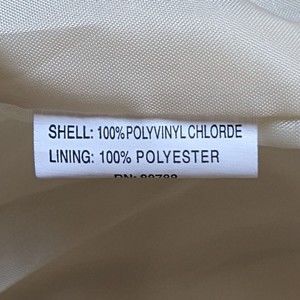 SHELL: 100% POLYVINYL CHLORDE
LINING: 100% POLYESTER